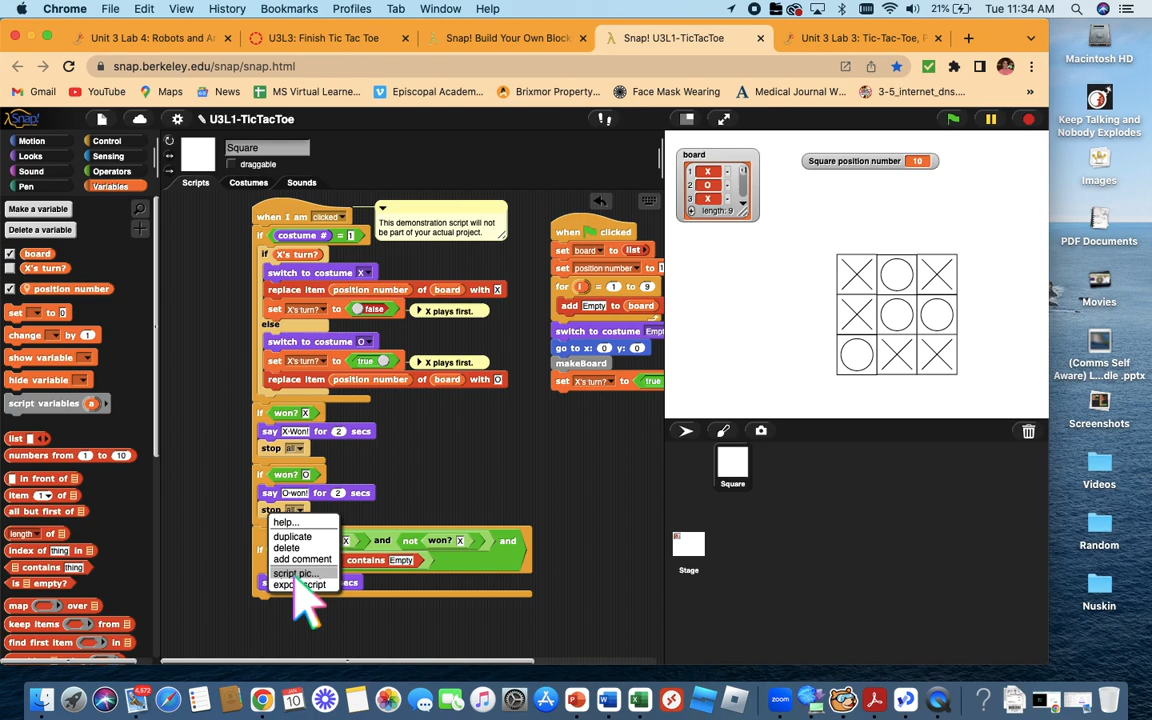 Chrome File Edit View History Bookmarks Profiles Tab Window Help 21% Tue 11:34 AM
Unit 3 Lab 4: Robots and Ar
U3L3: Finish Tic Tac Toe
Snap! Build Your Own Block
Snap! U3L1-TicTacToe
Unit 3 Lab 3: Tic-Tac-Toe, P
snap.berkeley.edu/snap/snap.html
Gmail YouTube Maps News MS Virtual Learne... Episcopal Academ... Brixmor Property... Face Mask Wearing Medical Journal W... 3-5_internet_dns.... »
Snap! U3L1-TicTacToe
Motion Control
Looks Sensing
Sound Operators
Pen Variables
Make a variable
Delete a variable
board
X's turn?
position number
set to 0
change by 1
show variable
hide variable
script variables a
list
numbers from 1 to 10
in front of
item 1 of
all but first of
length of
index of thing in
contains thing
is empty?
map over
keep items from
find first item in
Square
draggable
Scripts Costumes Sounds
when I am clicked
This demonstration script will not
be part of your actual project.
if costume # = 1
if X's turn?
switch to costume X
replace item position number of board with X
set X's turn? to false
X plays first.
else
switch to costume O
set X's turn? to true
X plays first.
replace item position number of board with O
if won? X
say X-Won! for 2 secs
stop all
if won? O
say O-won! for 2 secs
stop all
if X and not won? X and
contains Empty
secs
help...
duplicate
delete
add comment
script pic...
export script
when clicked
set board to list
set position number to 1
for i = 1 to 9
add Empty to board
switch to costume Empt
go to x: 0 y: 0
makeBoard
set X's turn? to true
board
1 X
2 O
3 X
length: 9
Square position number 10
X O X
X O O
O X X
Square
Stage
Macintosh HD
Keep Talking and
Nobody Explodes
Images
PDF Documents
Movies
(Comms Self
Aware) L...dle.pptx
Screenshots
Videos
Random
Nuskin
4,572
JAN
10
zoom